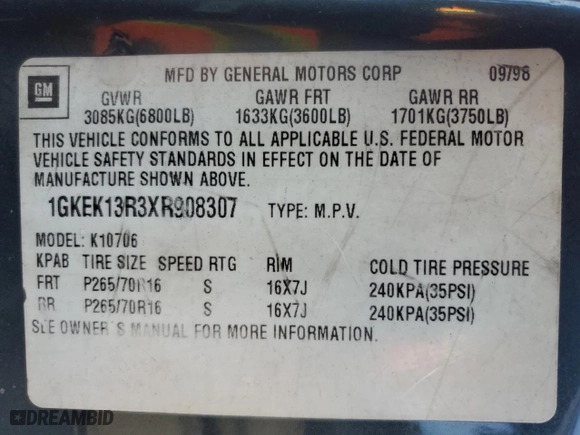 GM
MFD BY GENERAL MOTORS CORP 09/98
GVWR GAWR FRT GAWR RR
3085KG(6800LB) 1633KG(3600LB) 1701KG(3750LB)
THIS VEHICLE CONFORMS TO ALL APPLICABLE U.S. FEDERAL MOTOR
VEHICLE SAFETY STANDARDS IN EFFECT ON THE DATE OF
MANUFACTURE SHOWN ABOVE.
1GKEK13R3XR908307 TYPE: M.P.V.
MODEL: K10706
KPAB TIRE SIZE SPEED RTG RIM COLD TIRE PRESSURE
FRT P265/70R16 S 16X7J 240KPA(35PSI)
RR P265/70R16 S 16X7J 240KPA(35PSI)
SEE OWNER'S MANUAL FOR MORE INFORMATION.
DREAMBID